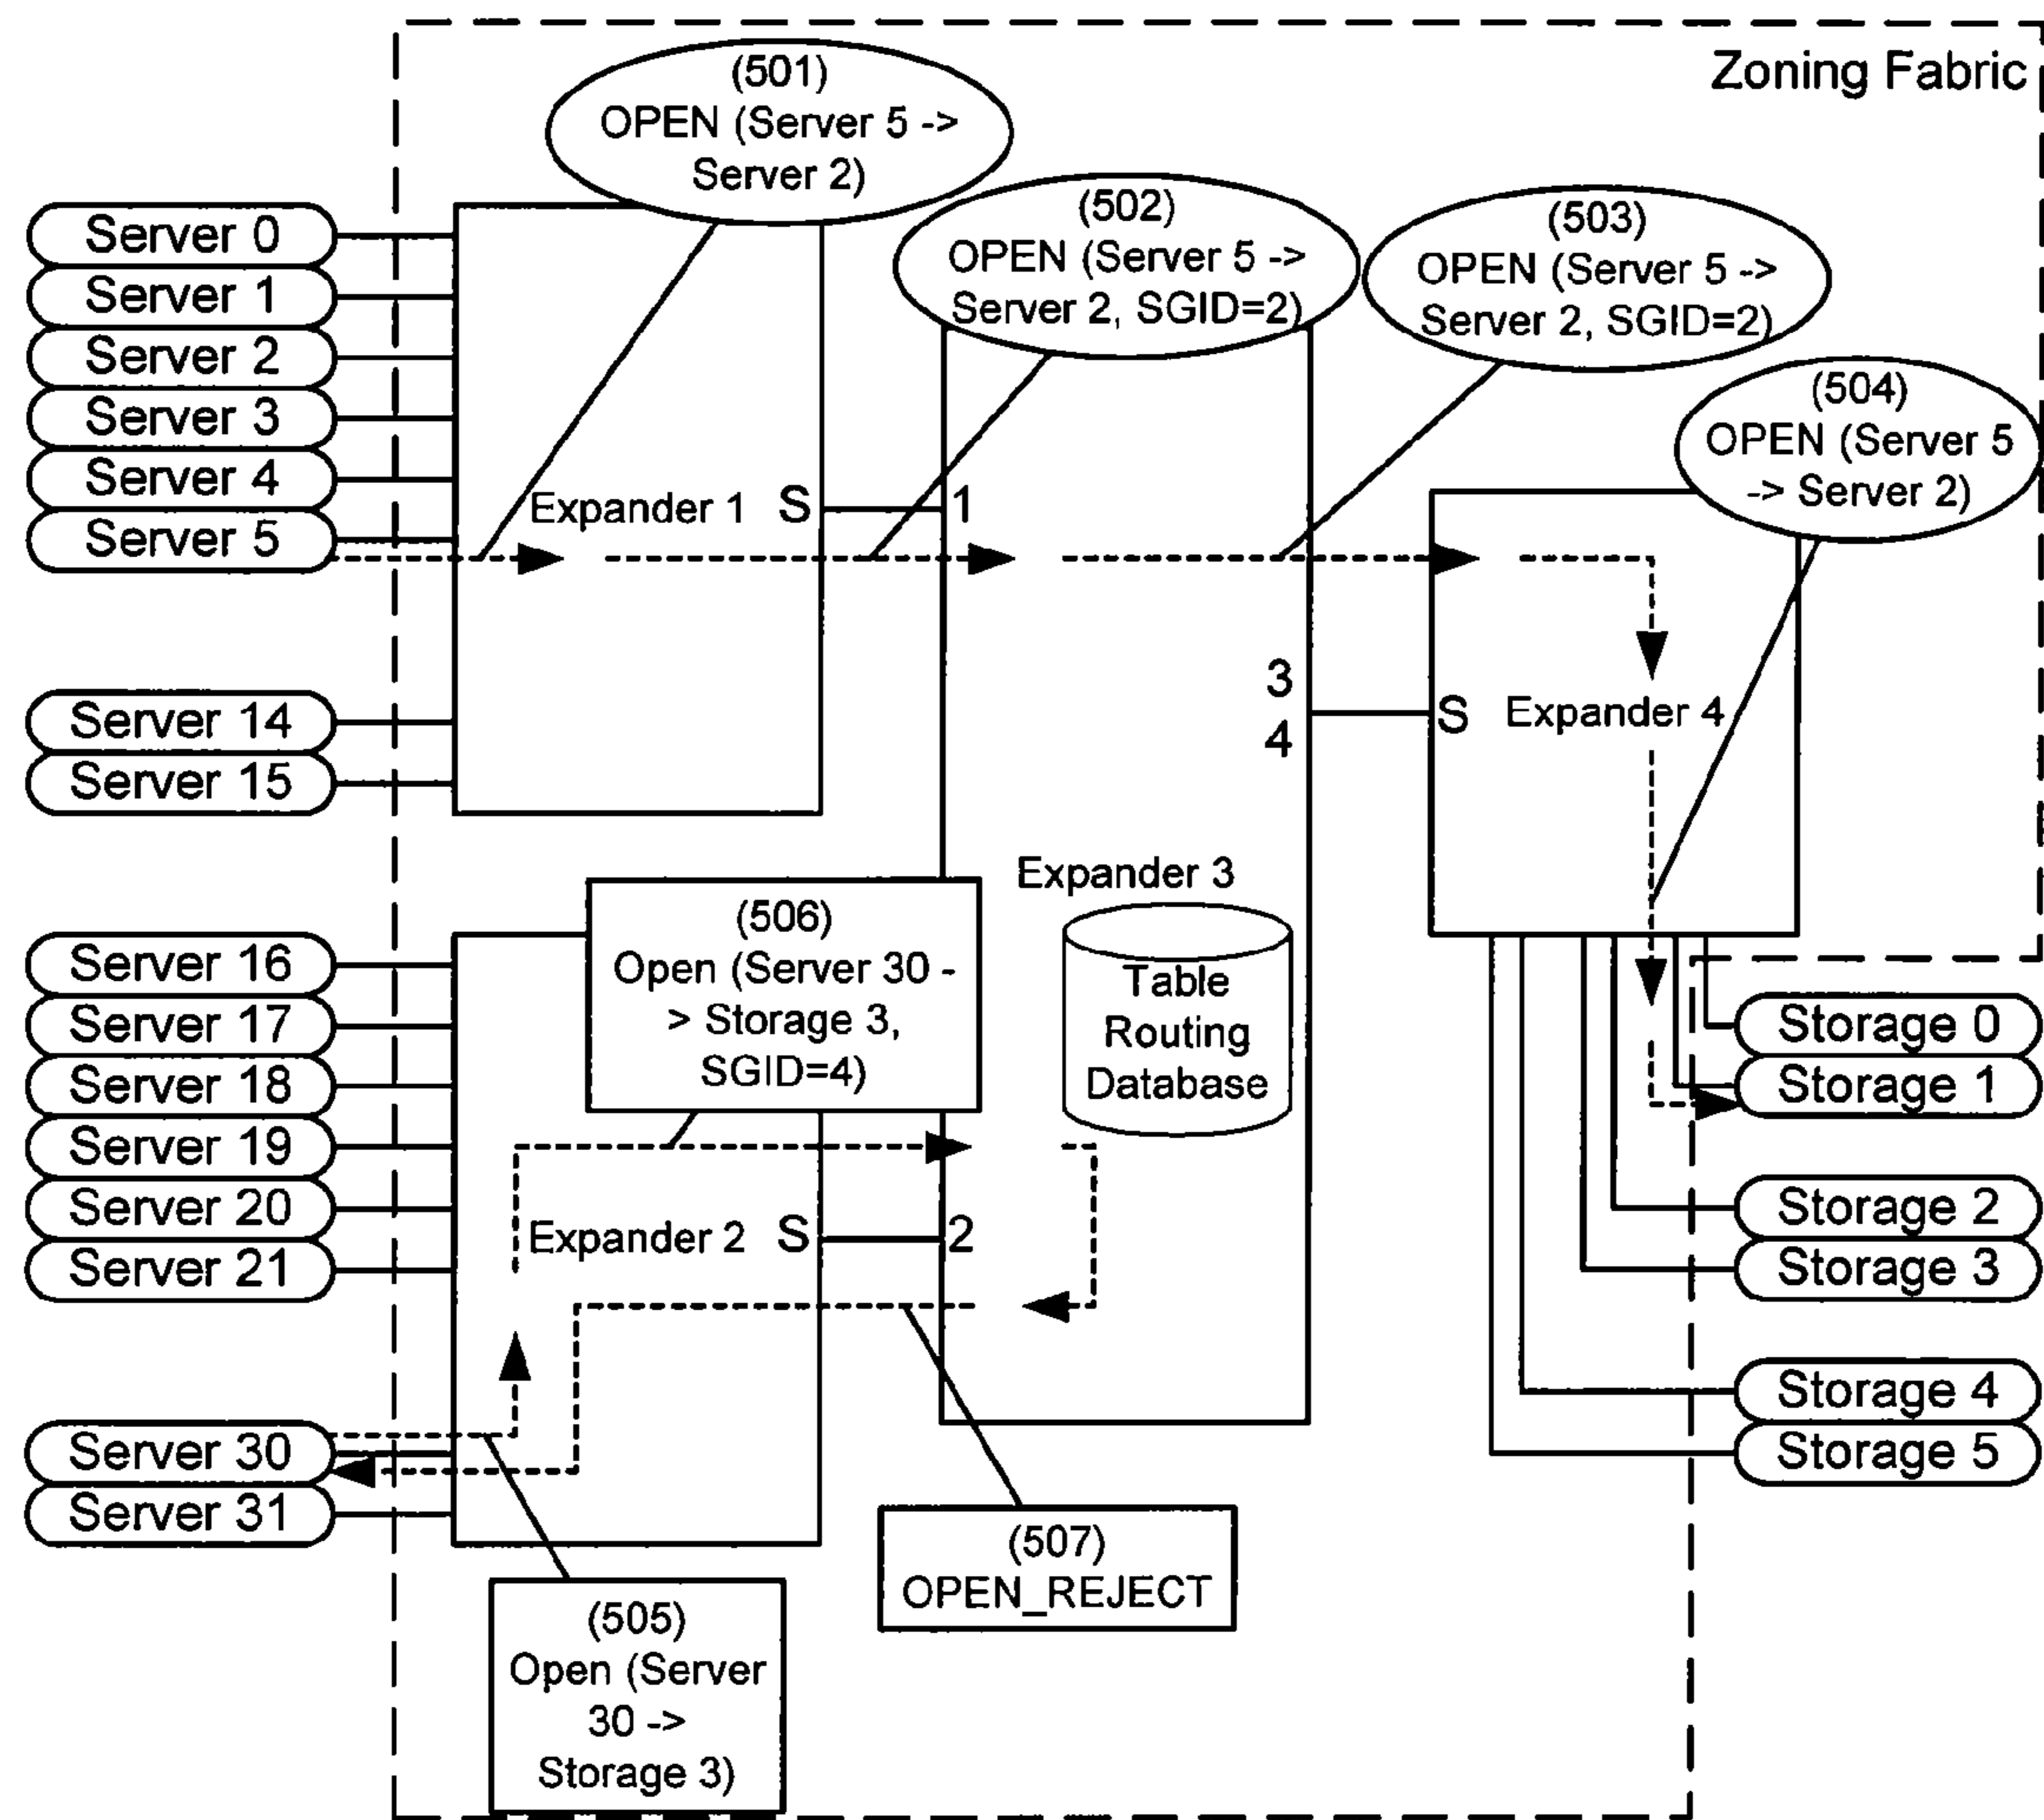 Zoning Fabric
(501)
OPEN (Server 5 ->
Server 2)
(502)
OPEN (Server 5 ->
Server 2, SGID=2)
(503)
OPEN (Server 5 ->
Server 2, SGID=2)
(504)
OPEN (Server 5
-> Server 2)
Server 0
Server 1
Server 2
Server 3
Server 4
Server 5
Expander 1
S
1
Server 14
Server 15
3
4
S
Expander 4
Expander 3
Table
Routing
Database
(506)
Open (Server 30 -
> Storage 3,
SGID=4)
Server 16
Server 17
Server 18
Server 19
Server 20
Server 21
Expander 2
S
2
Storage 0
Storage 1
Storage 2
Storage 3
Storage 4
Storage 5
Server 30
Server 31
(507)
OPEN_REJECT
(505)
Open (Server
30 ->
Storage 3)